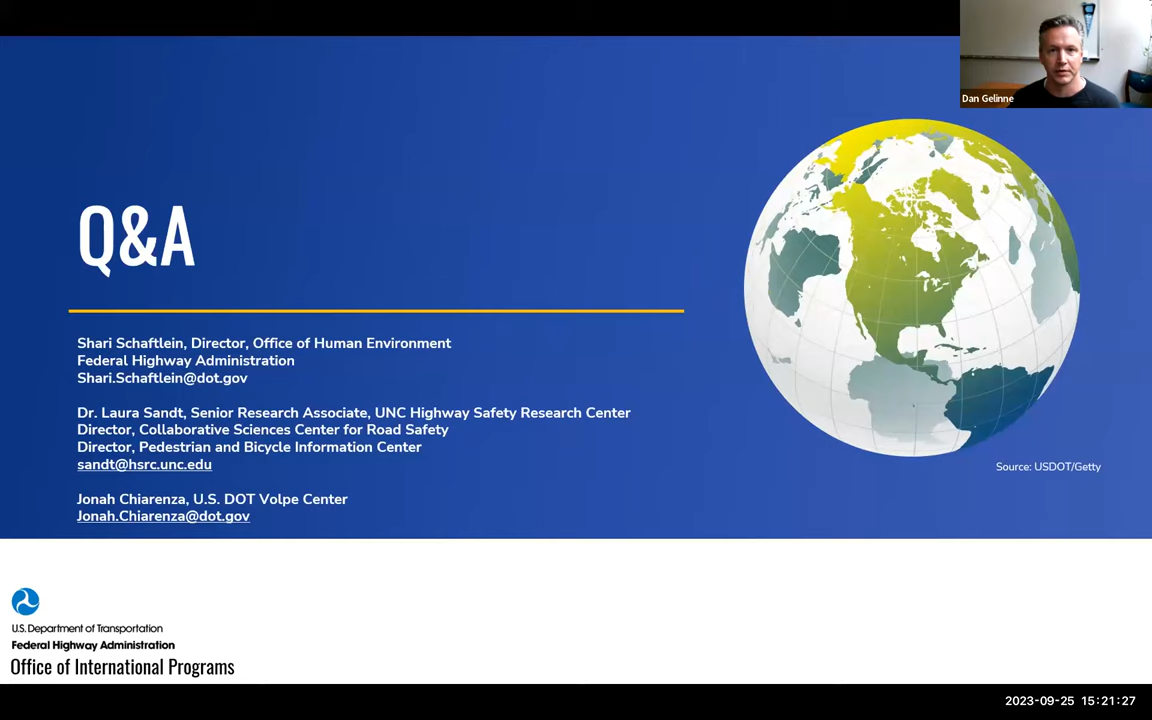 Dan Gelinne
Q&A
Shari Schaftlein, Director, Office of Human Environment
Federal Highway Administration
Shari.Schaftlein@dot.gov
Dr. Laura Sandt, Senior Research Associate, UNC Highway Safety Research Center
Director, Collaborative Sciences Center for Road Safety
Director, Pedestrian and Bicycle Information Center
sandt@hsrc.unc.edu
Jonah Chiarenza, U.S. DOT Volpe Center
Jonah.Chiarenza@dot.gov
Source: USDOT/Getty
U.S. Department of Transportation
Federal Highway Administration
Office of International Programs
2023-09-25 15:21:27